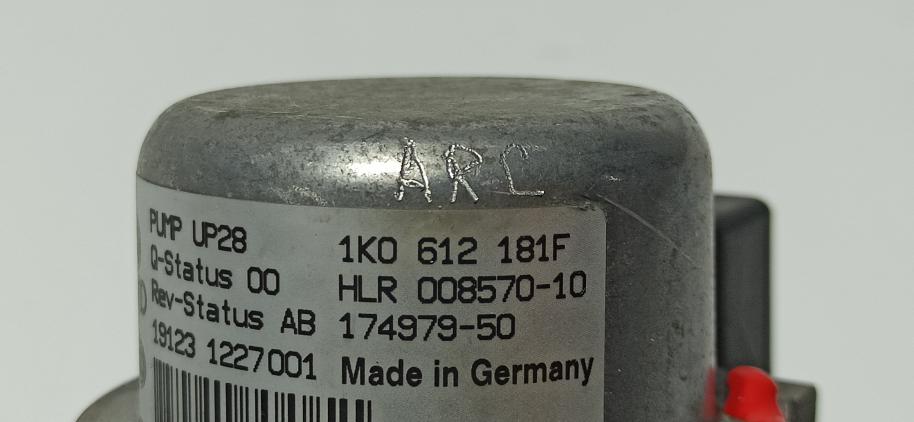 ARC
PUMP UP28
Q-Status 00
Rev-Status AB
19123 1227001
1K0 612 181F
HLR 008570-10
174979-50
Made in Germany